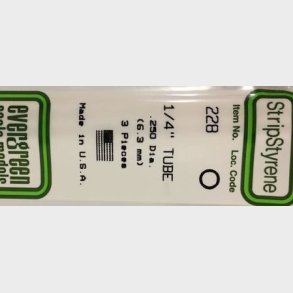 StripStyrene
Item No. Loc. Code
228
1/4" TUBE
.250 Dia.
(6.3 mm)
3 Pieces
Made in U.S.A.
evergreen
scale models